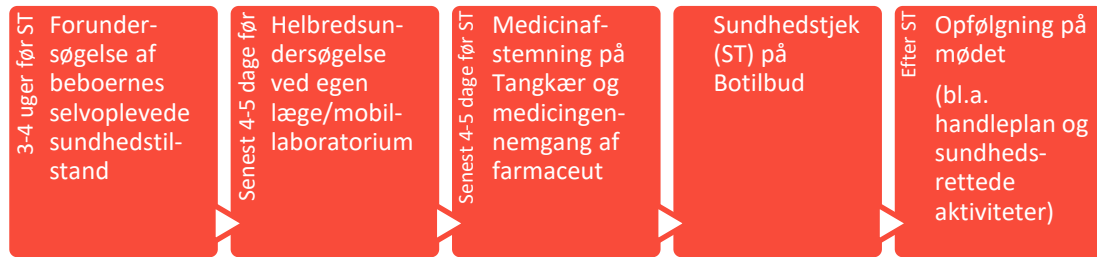 3-4 uger før ST
Forunder-
søgelse af
beboernes
selvoplevede
sundhedstil-
stand
Senest 4-5 dage før
Helbredsun-
dersøgelse
ved egen
læge/mobil-
laboratorium
Senest 4-5 dage før ST
Medicinaf-
stemning på
Tangkær og
medicingen-
nemgang af
farmaceut
Sundhedstjek
(ST) på
Botilbud
Efter ST
Opfølgning på
mødet
(bl.a.
handleplan og
sundheds-
rettede
aktiviteter)